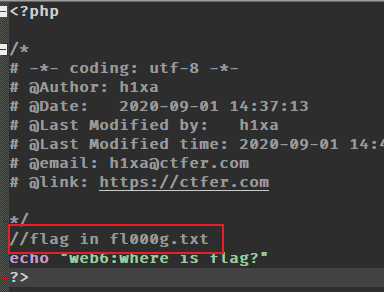 <?php
/*
# -*- coding: utf-8 -*-
# @Author: h1xa
# @Date:   2020-09-01 14:37:13
# @Last Modified by:   h1xa
# @Last Modified time: 2020-09-01 14:4
# @email: h1xa@ctfer.com
# @link: https://ctfer.com
*/
//flag in fl000g.txt
echo "web6:where is flag?"
?>